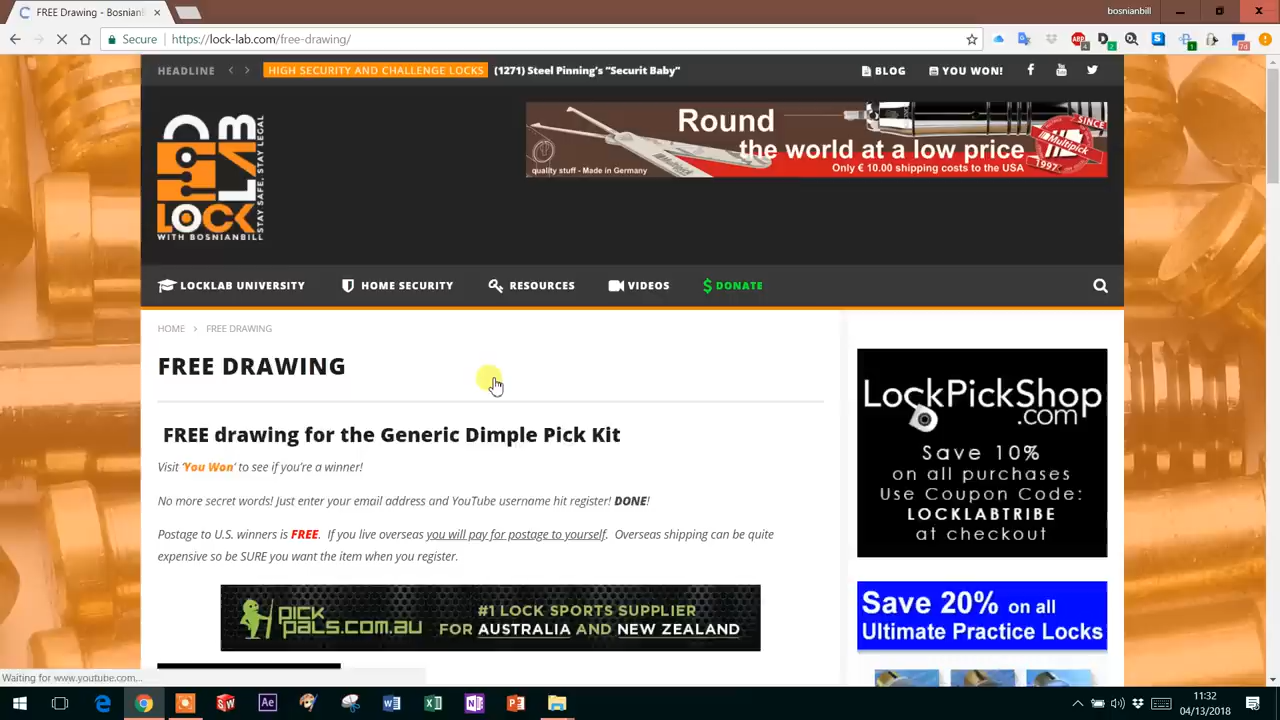 FREE Drawing - Bosnian
Secure
https://lock-lab.com/free-drawing/
HEADLINE
HIGH SECURITY AND CHALLENGE LOCKS
(1271) Steel Pinning's "Securit Baby"
BLOG
YOU WON!
LOCK
WITH BOSNIANBILL
STAY SAFE, STAY LEGAL
Round
the world at a low price
quality stuff - Made in Germany
Only € 10.00 shipping costs to the USA
SINCE
Multipick
1997
LOCKLAB UNIVERSITY
HOME SECURITY
RESOURCES
VIDEOS
$ DONATE
HOME > FREE DRAWING
FREE DRAWING
FREE drawing for the Generic Dimple Pick Kit
Visit 'You Won' to see if you're a winner!
No more secret words! Just enter your email address and YouTube username hit register! DONE!
Postage to U.S. winners is FREE. If you live overseas you will pay for postage to yourself. Overseas shipping can be quite
expensive so be SURE you want the item when you register.
PICK
PALS.COM.AU
#1 LOCK SPORTS SUPPLIER
FOR AUSTRALIA AND NEW ZEALAND
LockPickShop
.com
Save 10%
on all purchases
Use Coupon Code:
LOCKLABTRIBE
at checkout
Save 20% on all
Ultimate Practice Locks
Waiting for www.youtube.com...
11:32
04/13/2018